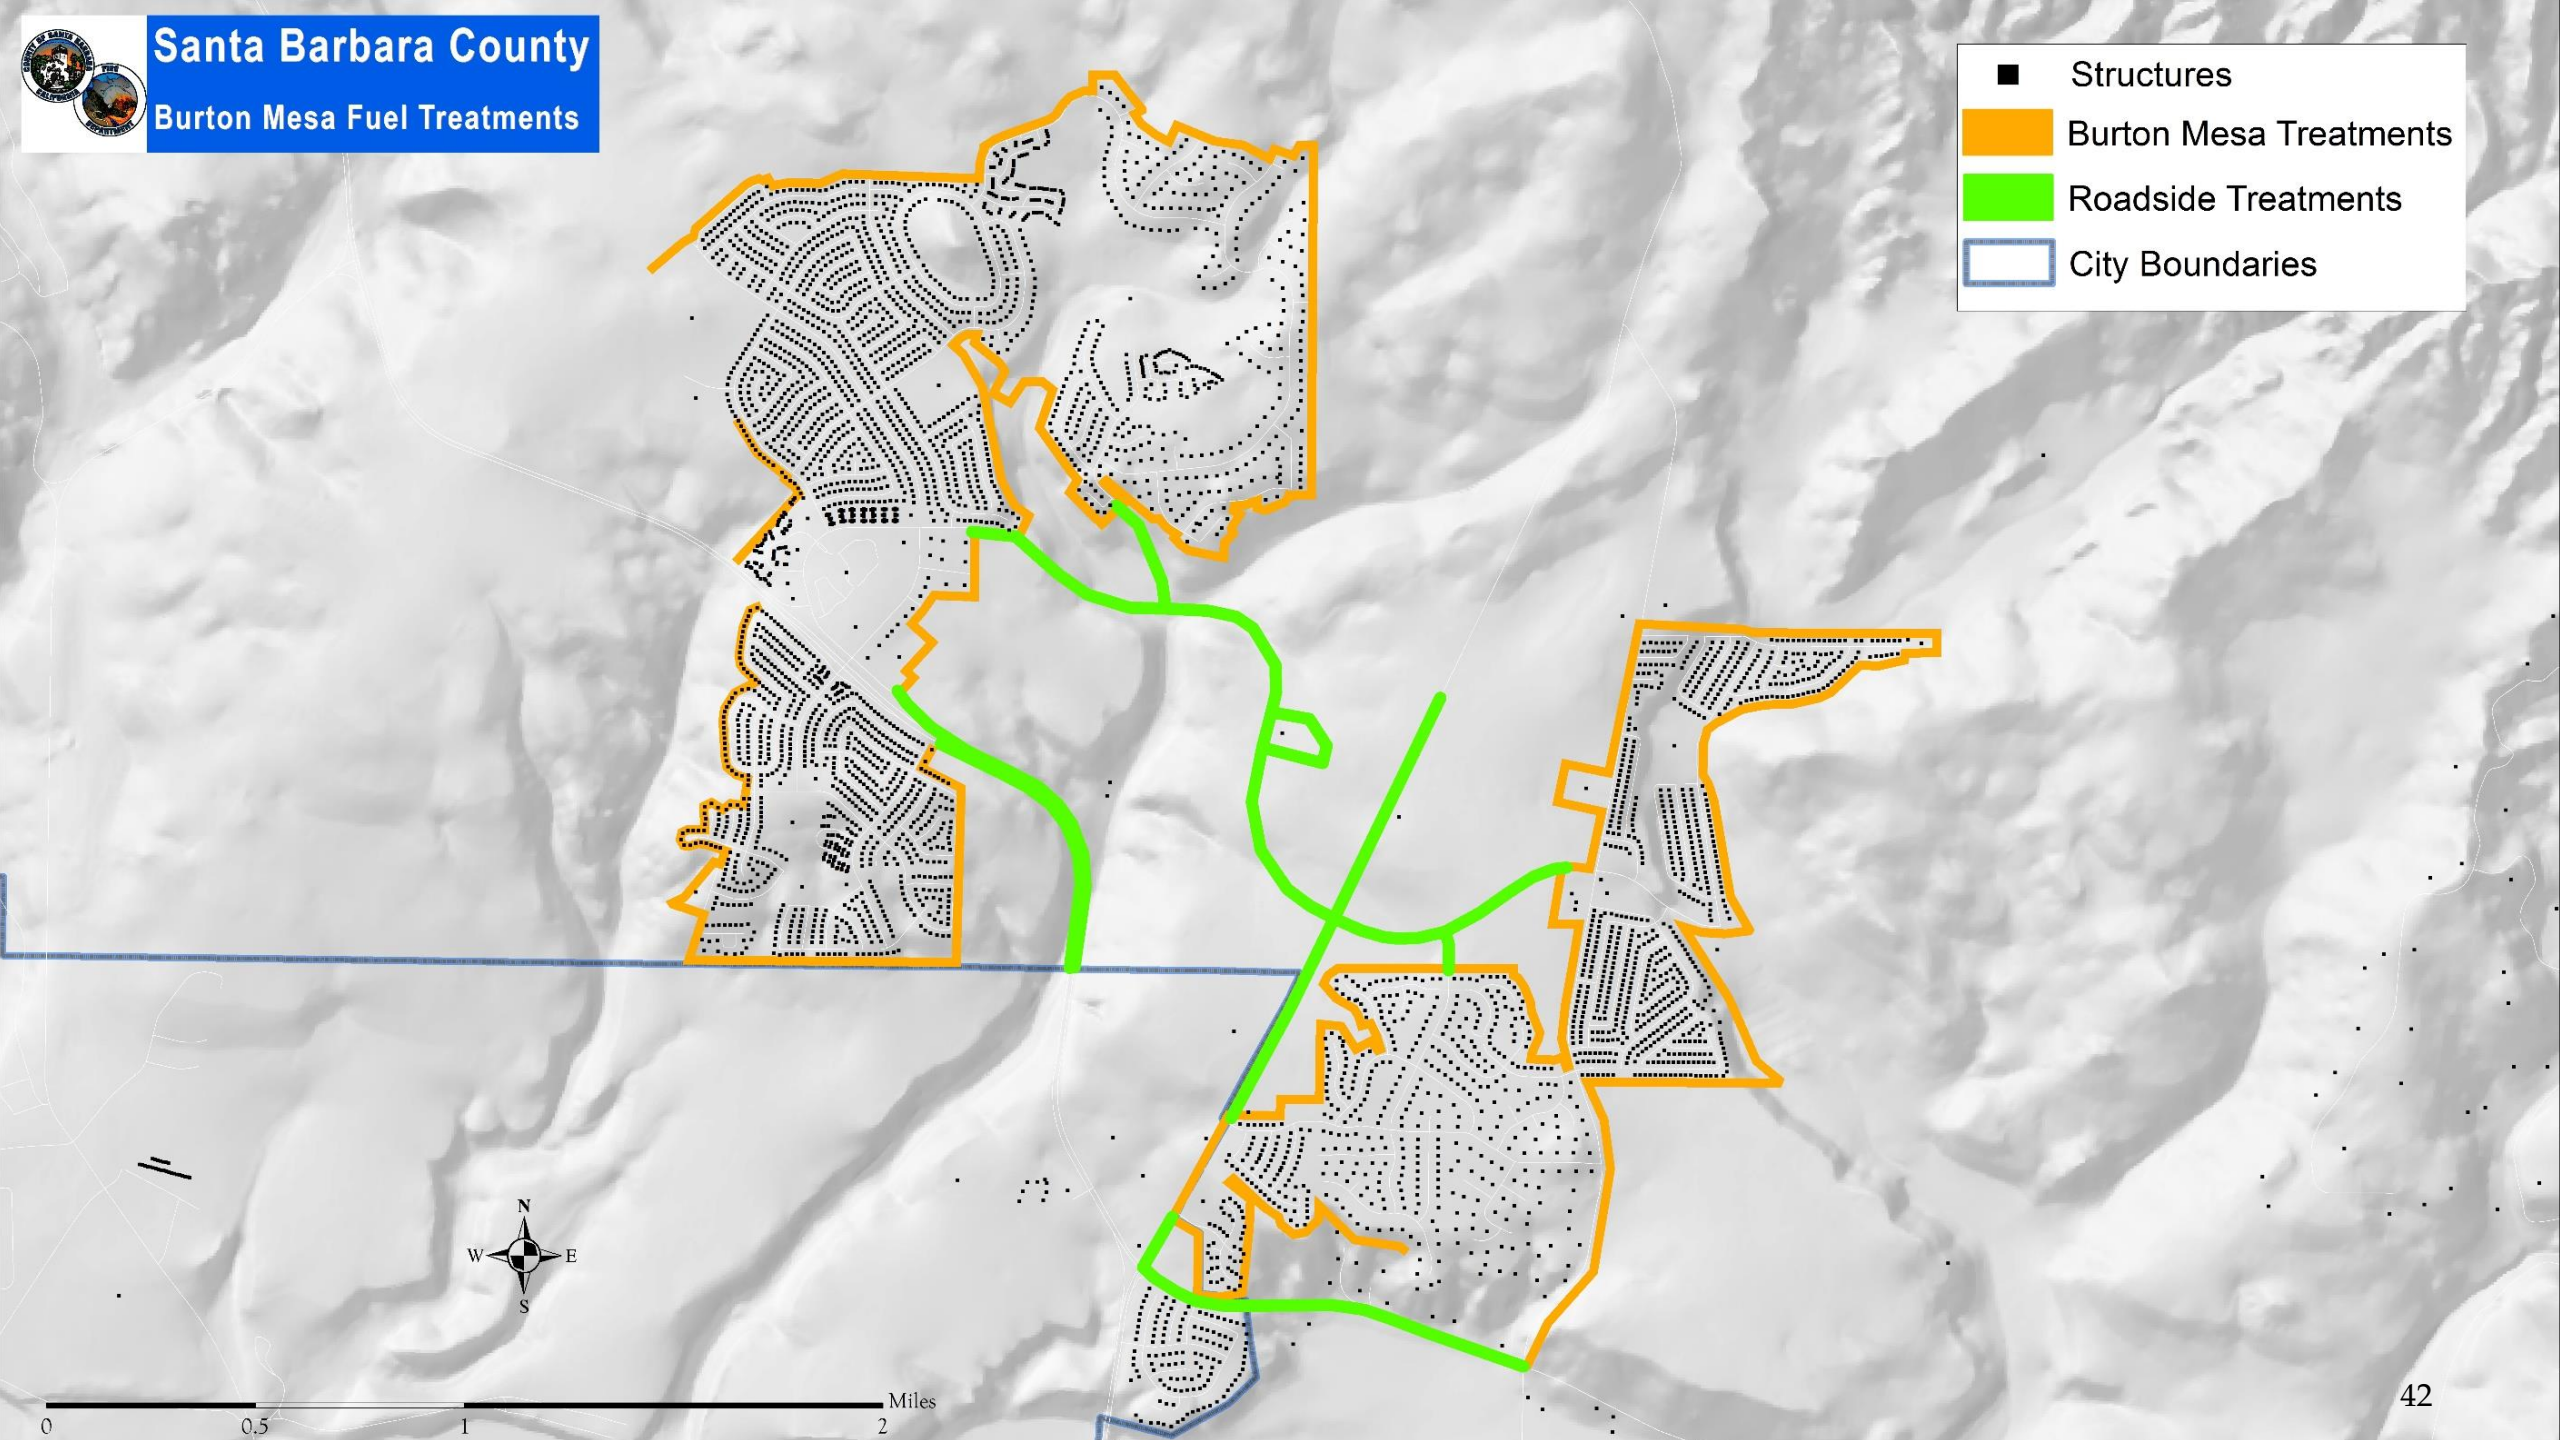 Santa Barbara County
Burton Mesa Fuel Treatments
Structures
Burton Mesa Treatments
Roadside Treatments
City Boundaries
N
W E
S
Miles
0 0.5 1 2
42